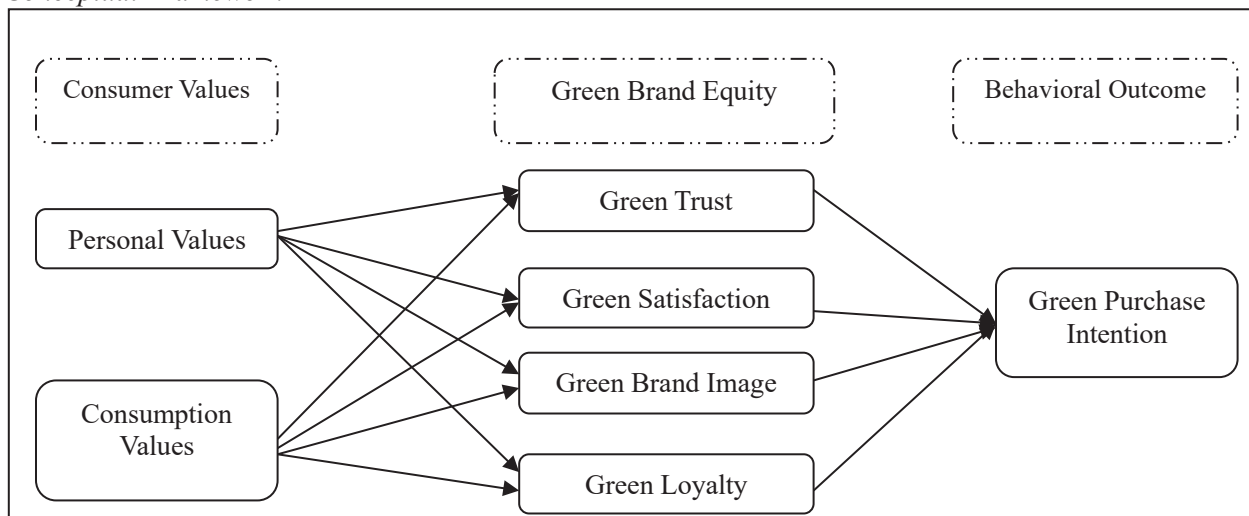 Consumer Values
Green Brand Equity
Behavioral Outcome
Green Trust
Personal Values
Green Satisfaction
Green Purchase
Intention
Green Brand Image
Consumption
Values
Green Loyalty